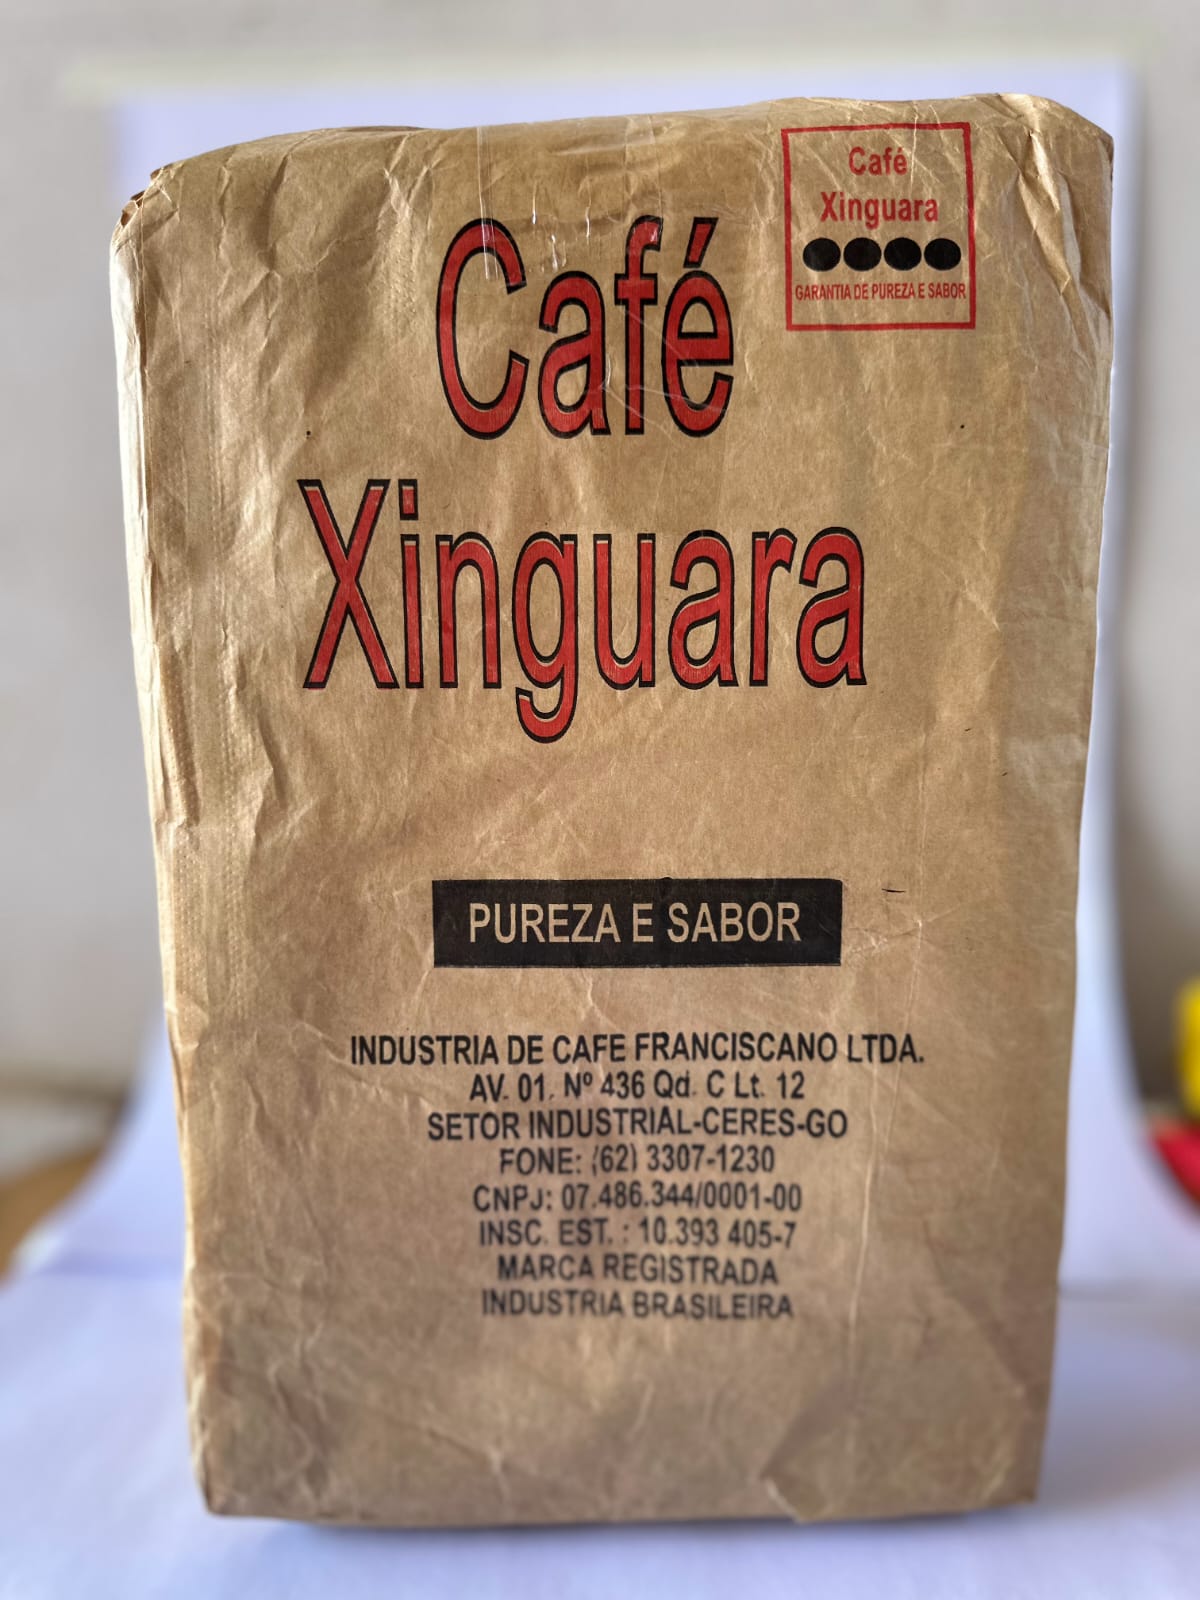 Café
Xinguara
GARANTIA DE PUREZA E SABOR
Café
Xinguara
PUREZA E SABOR
INDUSTRIA DE CAFE FRANCISCANO LTDA.
AV. 01. Nº 436 Qd. C Lt. 12
SETOR INDUSTRIAL-CERES-GO
FONE: (62) 3307-1230
CNPJ: 07.486.344/0001-00
INSC. EST. : 10.393 405-7
MARCA REGISTRADA
INDUSTRIA BRASILEIRA